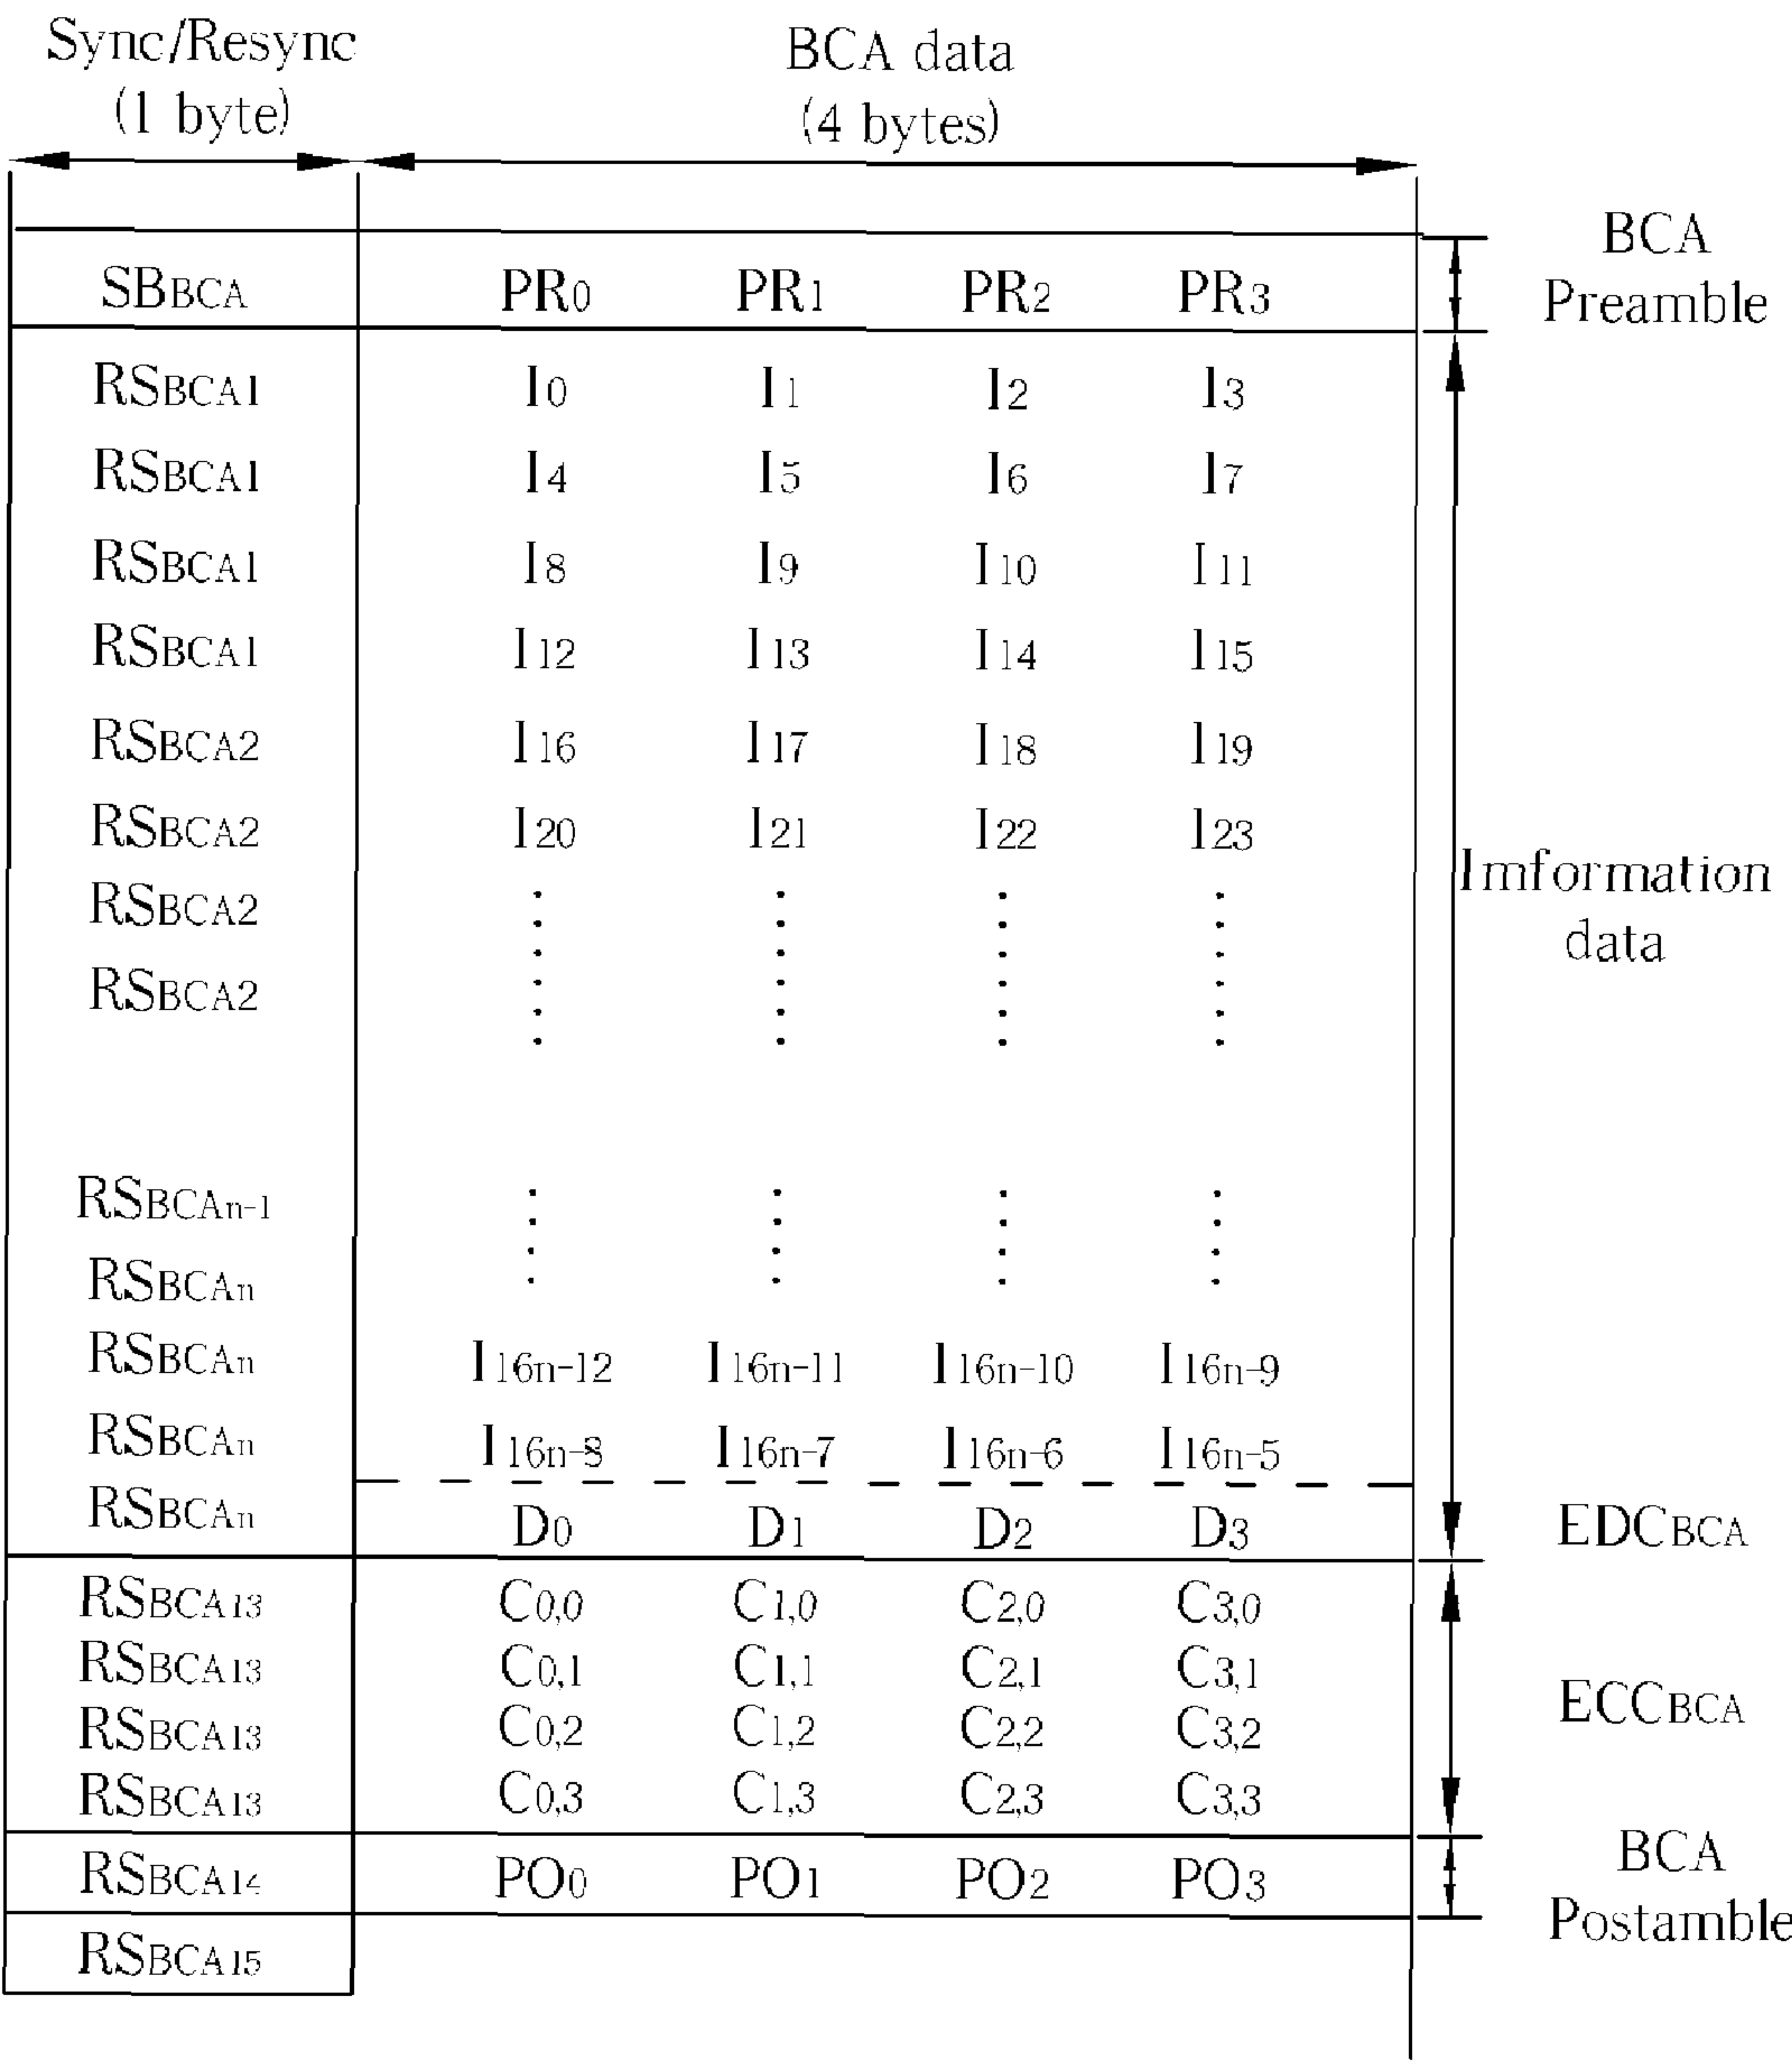 Sync/Resync
(1 byte)
BCA data
(4 bytes)
SBBCA PR0 PR1 PR2 PR3
BCA
Preamble
RSBCA1 I0 I1 I2 I3
RSBCA1 I4 I5 I6 I7
RSBCA1 I8 I9 I10 I11
RSBCA1 I12 I13 I14 I15
RSBCA2 I16 I17 I18 I19
RSBCA2 I20 I21 I22 I23
RSBCA2
RSBCA2
Imformation
data
RSBCAn-1
RSBCAn
RSBCAn I16n-12 I16n-11 I16n-10 I16n-9
RSBCAn I16n-8 I16n-7 I16n-6 I16n-5
RSBCAn D0 D1 D2 D3 EDCBCA
RSBCA13 C0,0 C1,0 C2,0 C3,0
RSBCA13 C0,1 C1,1 C2,1 C3,1
RSBCA13 C0,2 C1,2 C2,2 C3,2
RSBCA13 C0,3 C1,3 C2,3 C3,3
ECCBCA
RSBCA14 PO0 PO1 PO2 PO3
BCA
Postamble
RSBCA15